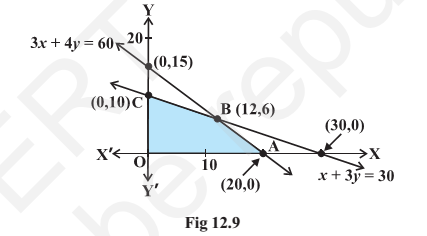 Y
3x + 4y = 60
20
(0,15)
(0,10) C
B (12,6)
(30,0)
X′
O
10
A
X
(20,0)
x + 3y = 30
Y′
Fig 12.9